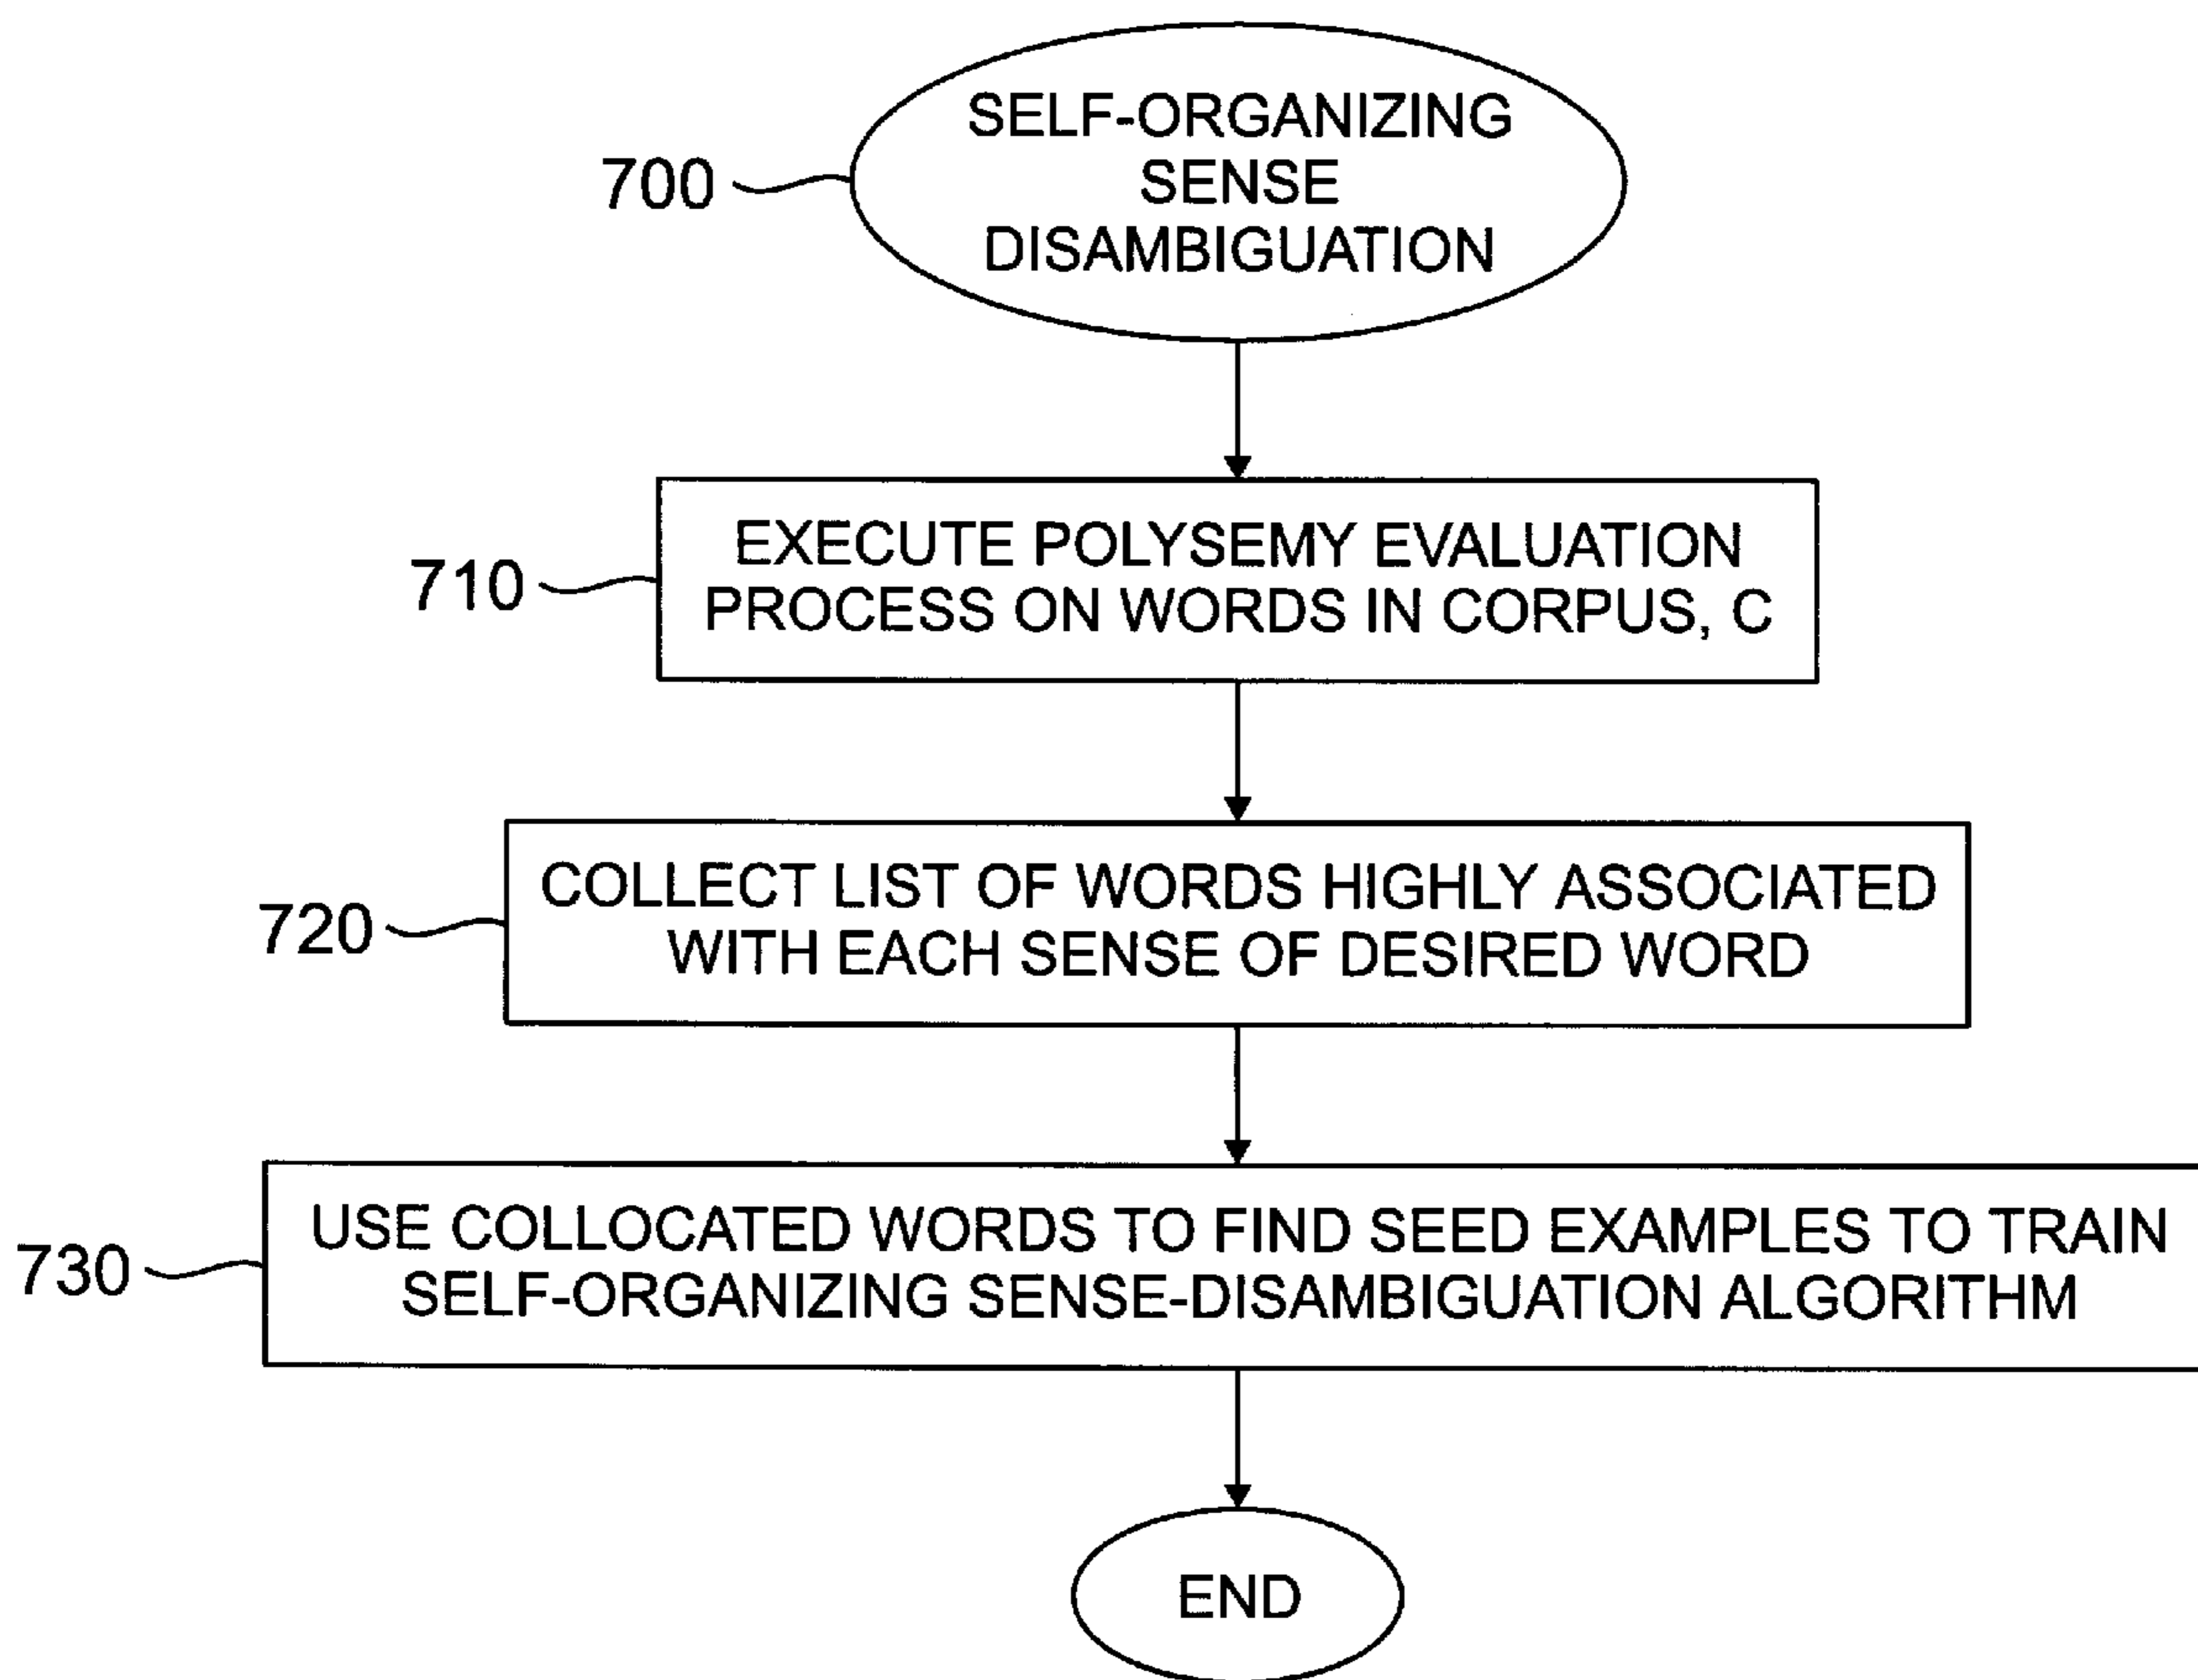 700
SELF-ORGANIZING
SENSE
DISAMBIGUATION
710
EXECUTE POLYSEMY EVALUATION
PROCESS ON WORDS IN CORPUS, C
720
COLLECT LIST OF WORDS HIGHLY ASSOCIATED
WITH EACH SENSE OF DESIRED WORD
730
USE COLLOCATED WORDS TO FIND SEED EXAMPLES TO TRAIN
SELF-ORGANIZING SENSE-DISAMBIGUATION ALGORITHM
END